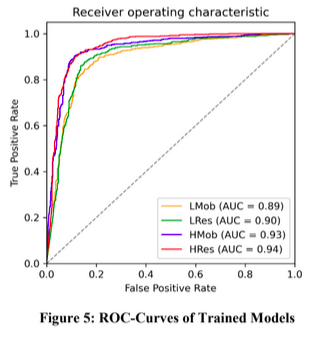 Receiver operating characteristic
1.0
0.8
0.6
0.4
0.2
0.0
True Positive Rate
LMob (AUC = 0.89)
LRes (AUC = 0.90)
HMob (AUC = 0.93)
HRes (AUC = 0.94)
0.0 0.2 0.4 0.6 0.8 1.0
False Positive Rate
Figure 5: ROC-Curves of Trained Models